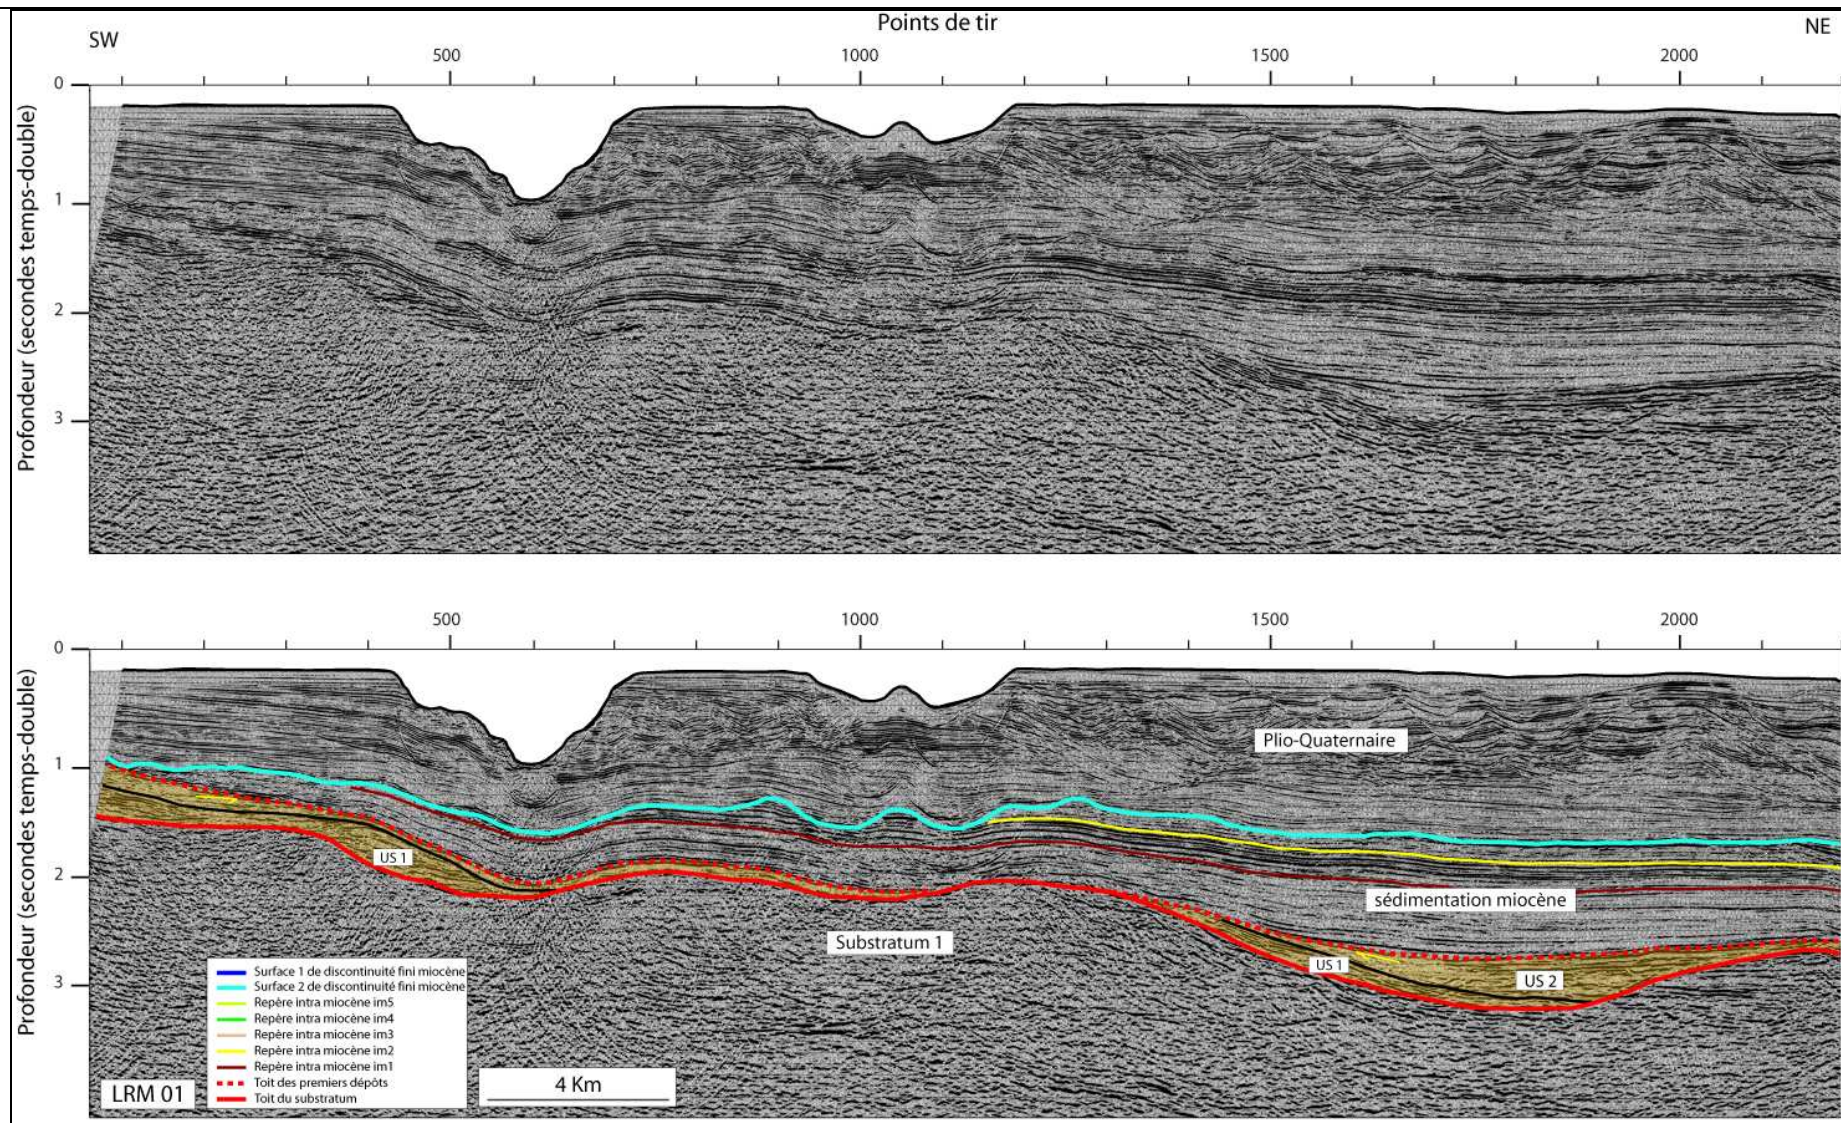 Points de tir
SW
NE
500
1000
1500
2000
0
1
2
3
Profondeur (secondes temps-double)
500
1000
1500
2000
0
1
2
3
Profondeur (secondes temps-double)
Plio-Quaternaire
US 1
sédimentation miocène
Substratum 1
US 1
US 2
Surface 1 de discontinuité fini miocène
Surface 2 de discontinuité fini miocène
Repère intra miocène im5
Repère intra miocène im4
Repère intra miocène im3
Repère intra miocène im2
Repère intra miocène im1
Toit des premiers dépôts
Toit du substratum
LRM 01
4 Km